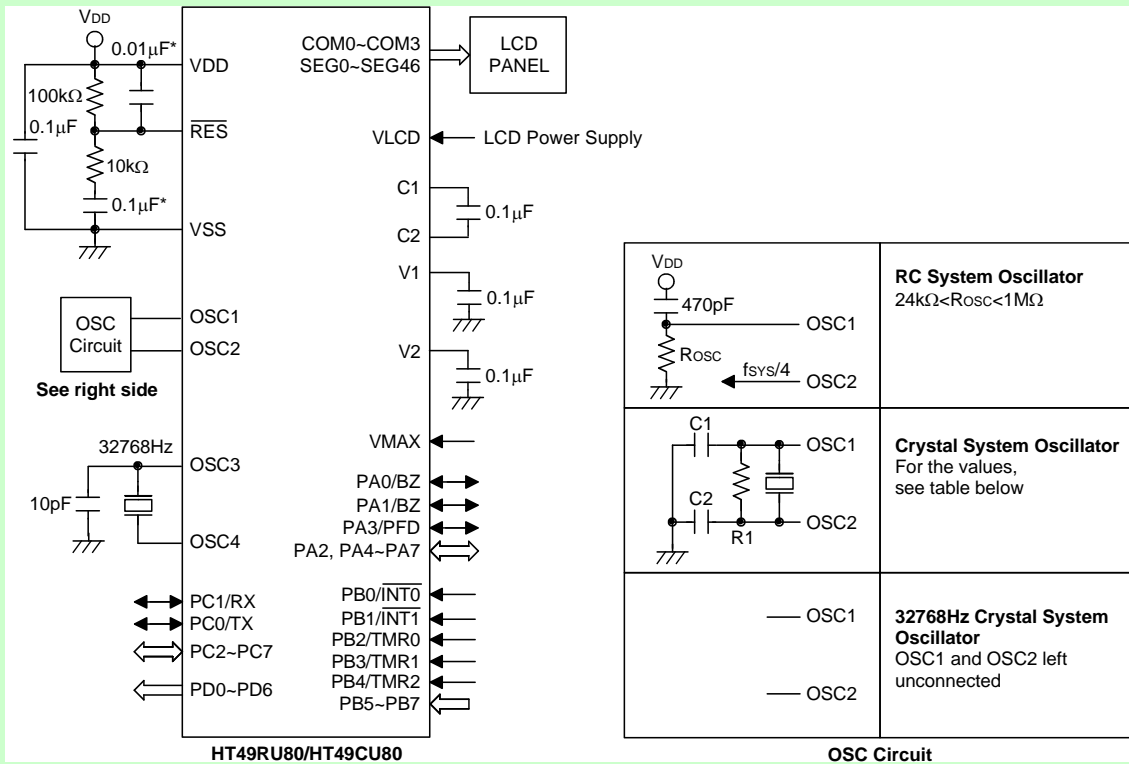 VDD
0.01µF*
VDD
100kΩ
0.1µF
RES
10kΩ
0.1µF*
VSS
OSC
Circuit
OSC1
OSC2
See right side
32768Hz
OSC3
10pF
OSC4
PC1/RX
PC0/TX
PC2~PC7
PD0~PD6
COM0~COM3
SEG0~SEG46
LCD
PANEL
VLCD
LCD Power Supply
C1
0.1µF
C2
V1
0.1µF
V2
0.1µF
VMAX
PA0/BZ
PA1/BZ
PA3/PFD
PA2, PA4~PA7
PB0/INT0
PB1/INT1
PB2/TMR0
PB3/TMR1
PB4/TMR2
PB5~PB7
HT49RU80/HT49CU80
VDD
470pF
OSC1
ROSC
fSYS/4
OSC2
RC System Oscillator
24kΩ<ROSC<1MΩ
C1
OSC1
C2
R1
OSC2
Crystal System Oscillator
For the values,
see table below
OSC1
OSC2
32768Hz Crystal System
Oscillator
OSC1 and OSC2 left
unconnected
OSC Circuit